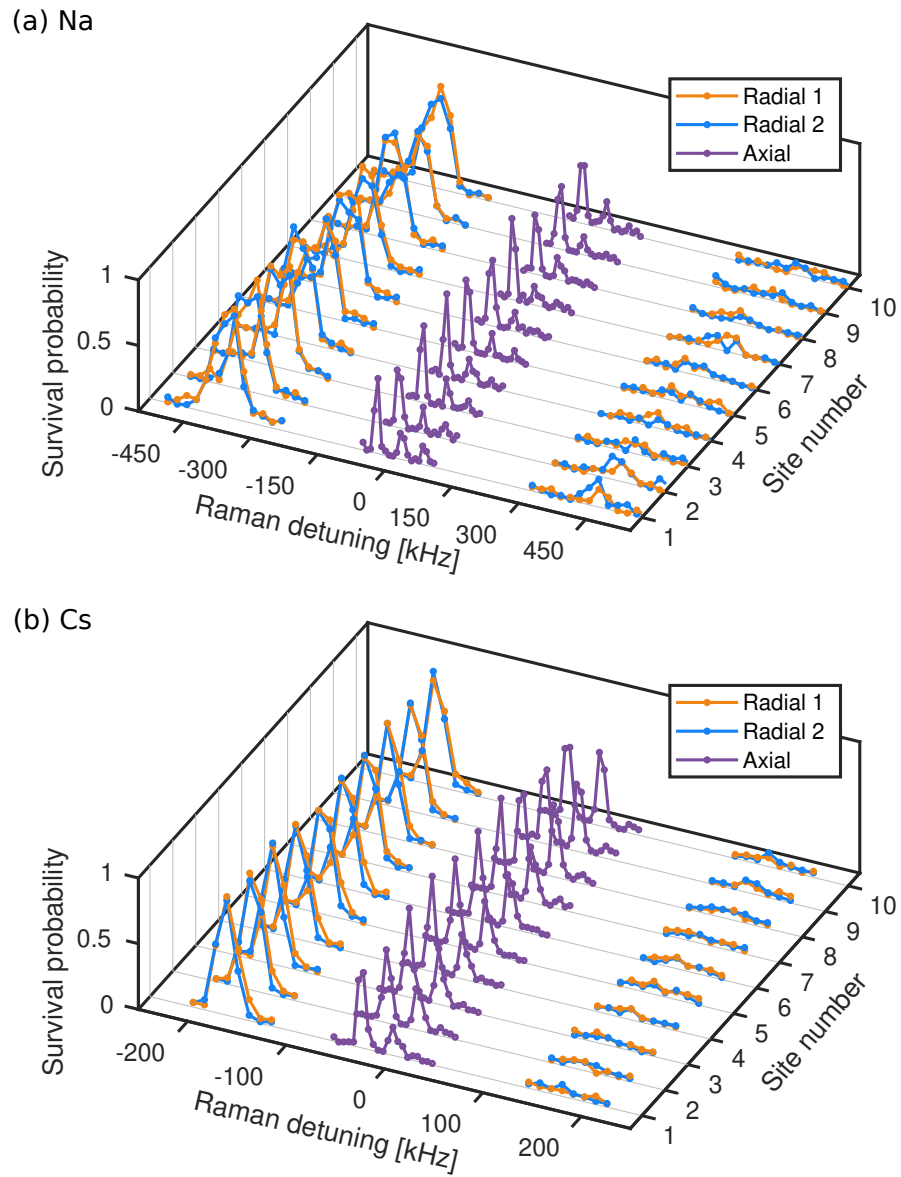 (a) Na
Radial 1
Radial 2
Axial
Survival probability
1
0.5
0
-450
-300
-150
0
150
300
450
Raman detuning [kHz]
1
2
3
4
5
6
7
8
9
10
Site number
(b) Cs
Radial 1
Radial 2
Axial
Survival probability
1
0.5
0
-200
-100
0
100
200
Raman detuning [kHz]
1
2
3
4
5
6
7
8
9
10
Site number